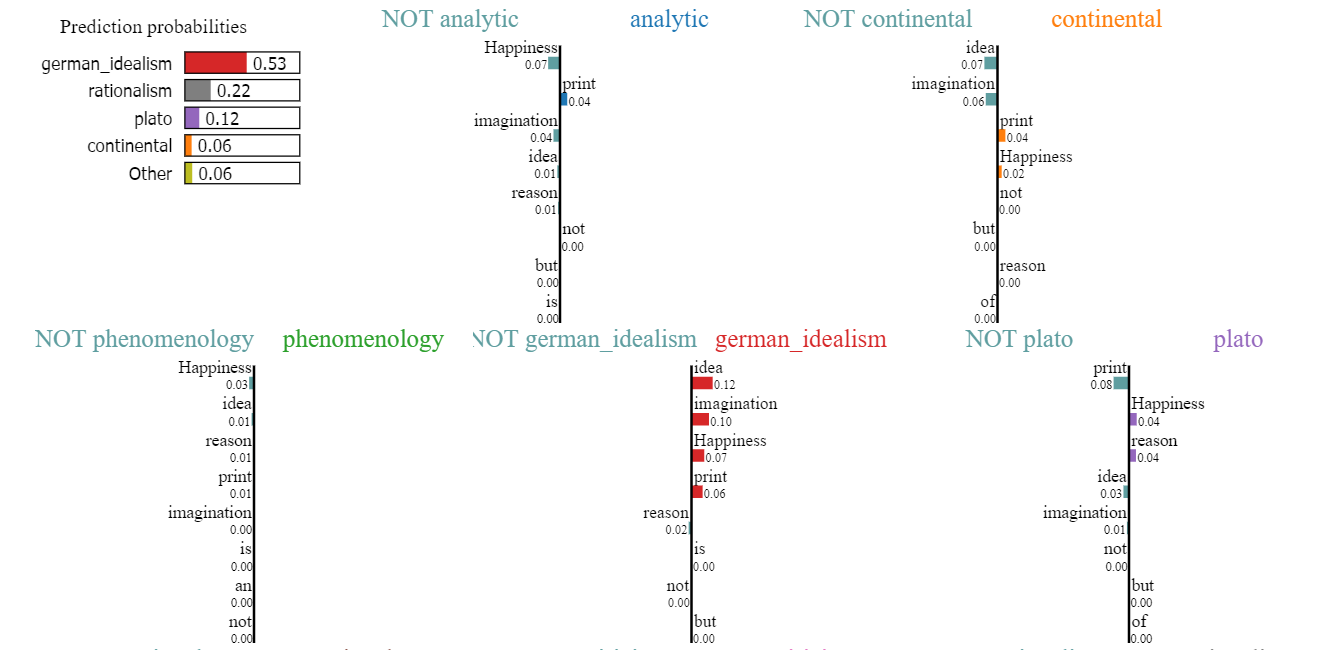 Prediction probabilities
german_idealism 0.53
rationalism 0.22
plato 0.12
continental 0.06
Other 0.06
NOT analytic analytic
Happiness
0.07
print
0.04
imagination
0.04
idea
0.01
reason
0.01
not
0.00
but
0.00
is
0.00
NOT continental continental
idea
0.07
imagination
0.06
print
0.04
Happiness
0.02
not
0.00
but
0.00
reason
0.00
of
0.00
NOT phenomenology phenomenology
Happiness
0.03
idea
0.01
reason
0.01
print
0.01
imagination
0.00
is
0.00
an
0.00
not
0.00
NOT german_idealism german_idealism
idea
0.12
imagination
0.10
Happiness
0.07
print
0.06
reason
0.02
is
0.00
not
0.00
but
0.00
NOT plato plato
print
0.08
Happiness
0.04
reason
0.04
idea
0.03
imagination
0.01
not
0.00
but
0.00
of
0.00